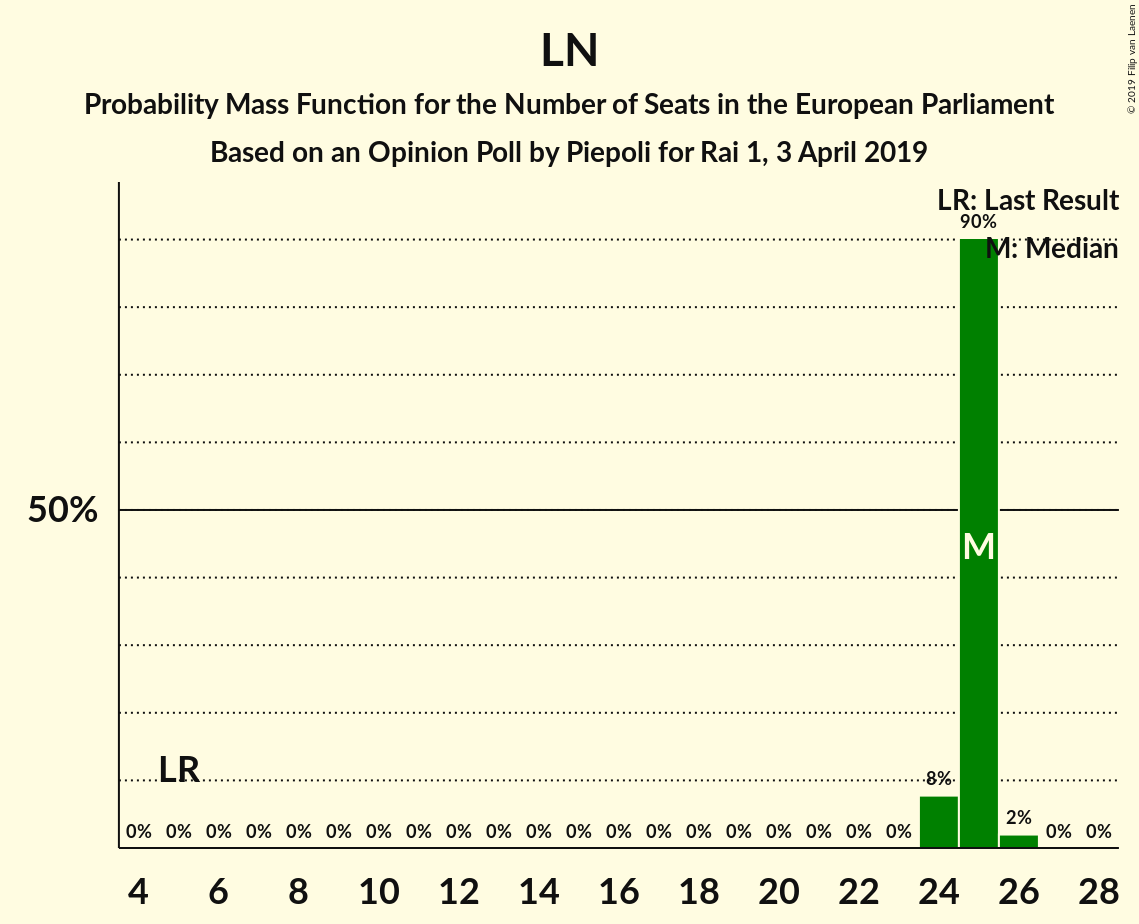 LN
Probability Mass Function for the Number of Seats in the European Parliament
Based on an Opinion Poll by Piepoli for Rai 1, 3 April 2019
© 2019 Filip van Laenen
LR: Last Result
90%
M: Median
50%
M
LR
8%
0% 0% 0% 0% 0% 0% 0% 0% 0% 0% 0% 0% 0% 0% 0% 0% 0% 0% 0% 0% 2% 0% 0%
4 6 8 10 12 14 16 18 20 22 24 26 28